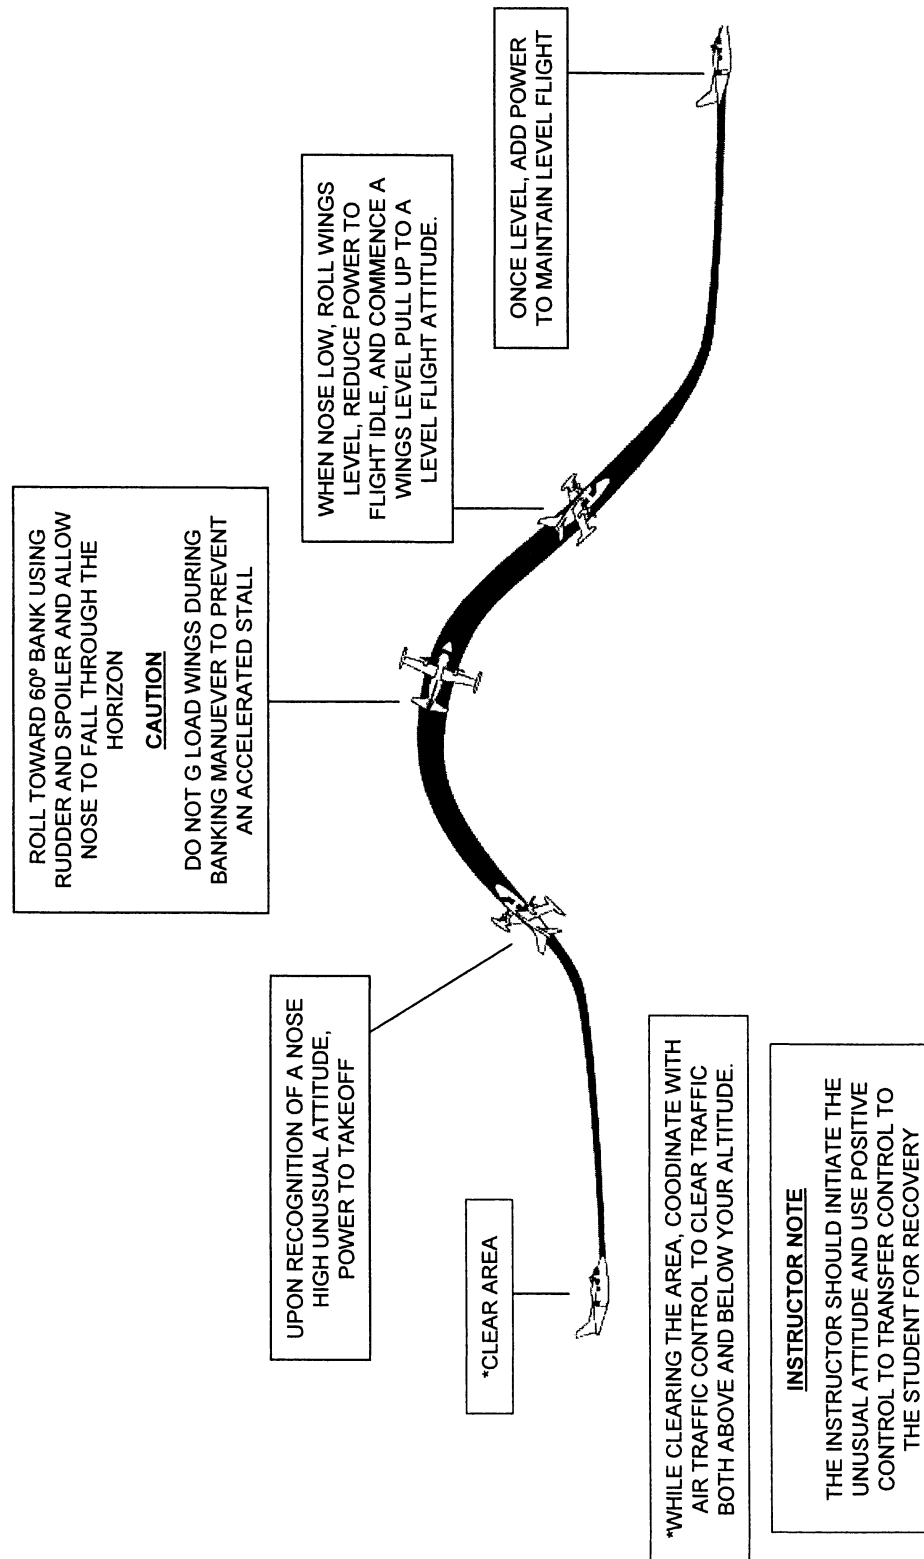 *CLEAR AREA
*WHILE CLEARING THE AREA, COODINATE WITH
AIR TRAFFIC CONTROL TO CLEAR TRAFFIC
BOTH ABOVE AND BELOW YOUR ALTITUDE.
INSTRUCTOR NOTE
THE INSTRUCTOR SHOULD INITIATE THE
UNUSUAL ATTITUDE AND USE POSITIVE
CONTROL TO TRANSFER CONTROL TO
THE STUDENT FOR RECOVERY
UPON RECOGNITION OF A NOSE
HIGH UNUSUAL ATTITUDE,
POWER TO TAKEOFF
ROLL TOWARD 60° BANK USING
RUDDER AND SPOILER AND ALLOW
NOSE TO FALL THROUGH THE
HORIZON
CAUTION
DO NOT G LOAD WINGS DURING
BANKING MANUEVER TO PREVENT
AN ACCELERATED STALL
WHEN NOSE LOW, ROLL WINGS
LEVEL, REDUCE POWER TO
FLIGHT IDLE, AND COMMENCE A
WINGS LEVEL PULL UP TO A
LEVEL FLIGHT ATTITUDE.
ONCE LEVEL, ADD POWER
TO MAINTAIN LEVEL FLIGHT